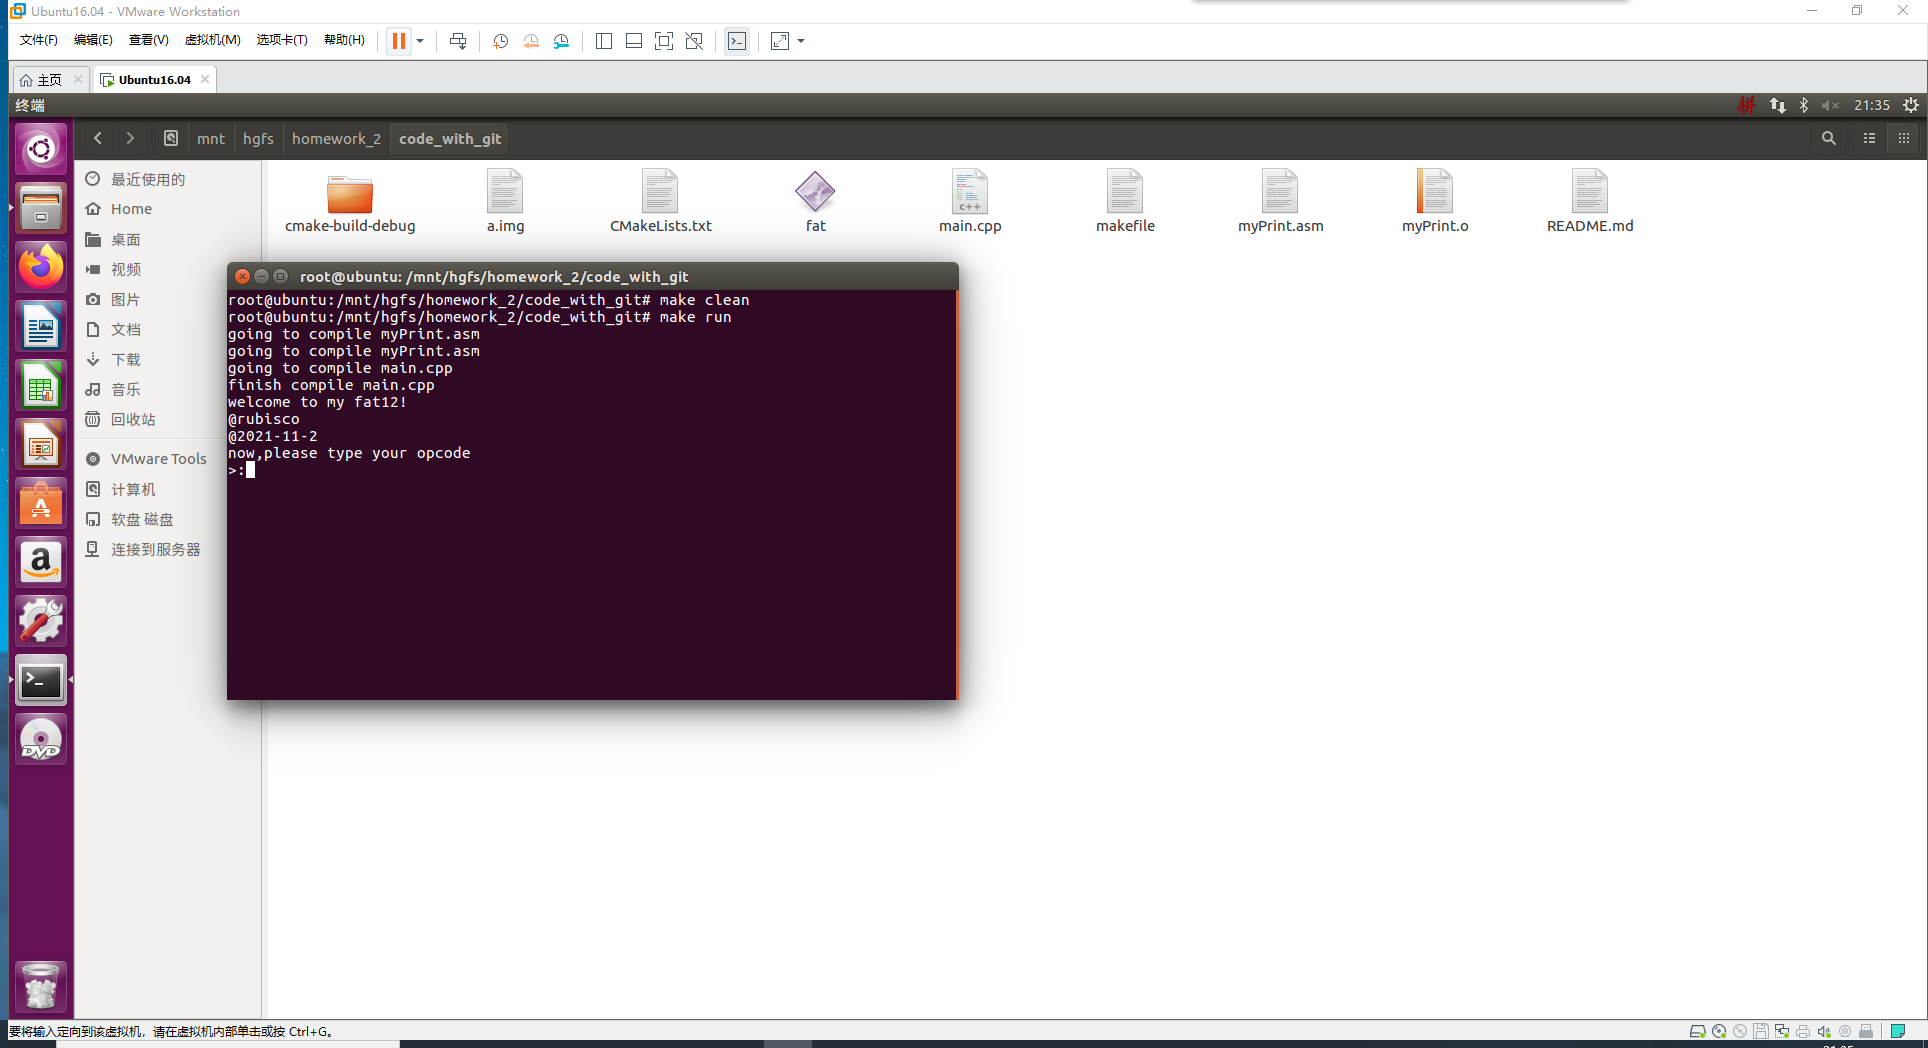 Ubuntu16.04 - VMware Workstation
文件(F) 编辑(E) 查看(V) 虚拟机(M) 选项卡(T) 帮助(H)
主页 Ubuntu16.04
终端 拼 21:35
mnt hgfs homework_2 code_with_git
最近使用的
Home
桌面
视频
图片
文档
下载
音乐
回收站
VMware Tools
计算机
软盘 磁盘
连接到服务器
cmake-build-debug a.img CMakeLists.txt fat main.cpp makefile myPrint.asm myPrint.o README.md
c++
root@ubuntu: /mnt/hgfs/homework_2/code_with_git
root@ubuntu:/mnt/hgfs/homework_2/code_with_git# make clean
root@ubuntu:/mnt/hgfs/homework_2/code_with_git# make run
going to compile myPrint.asm
going to compile myPrint.asm
going to compile main.cpp
finish compile main.cpp
welcome to my fat12!
@rubisco
@2021-11-2
now,please type your opcode
>:
DVD
要将输入定向到该虚拟机，请在虚拟机内部单击或按 Ctrl+G。